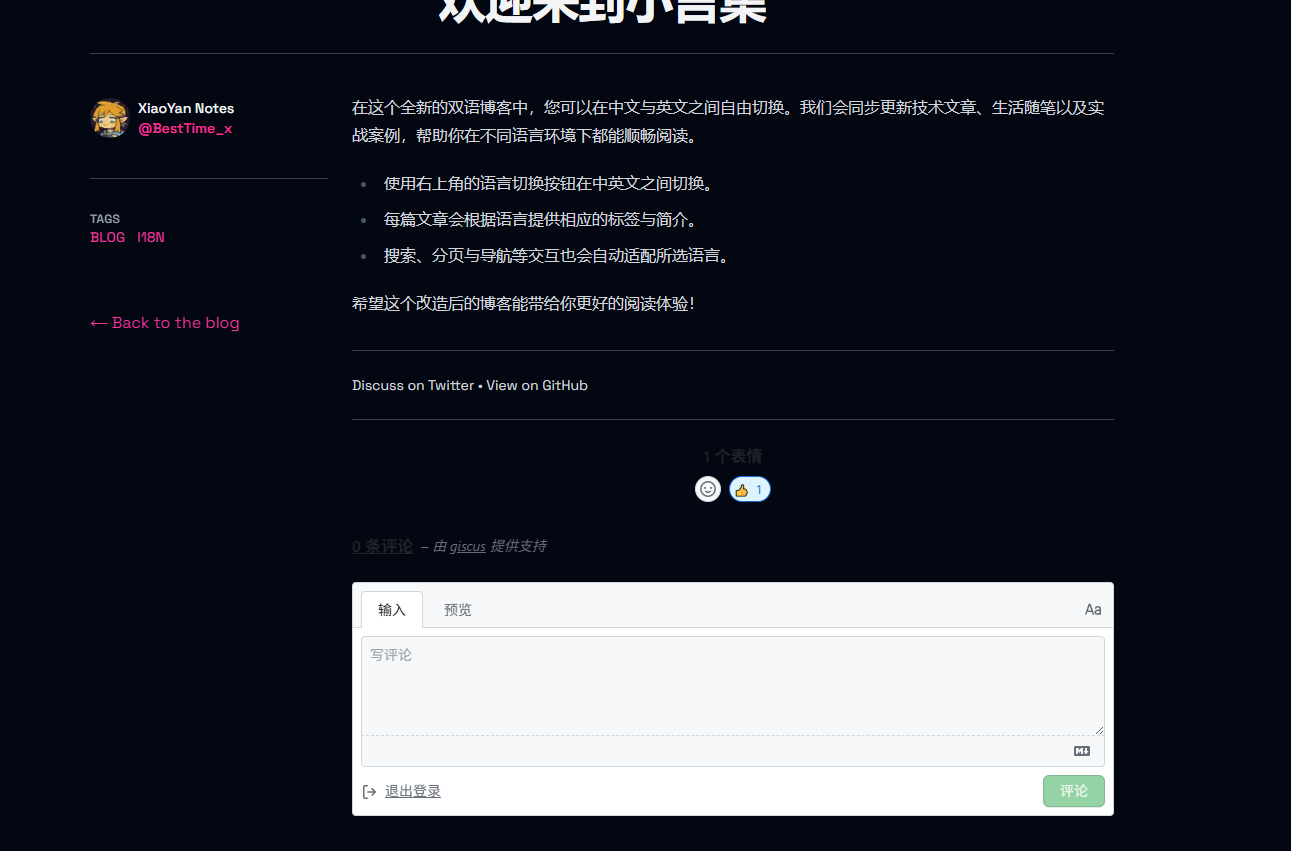 欢迎来到小言集
XiaoYan Notes
@BestTime_x
TAGS
BLOG I18N
← Back to the blog
在这个全新的双语博客中，您可以在中文与英文之间自由切换。我们会同步更新技术文章、生活随笔以及实
战案例，帮助你在不同语言环境下都能顺畅阅读。
使用右上角的语言切换按钮在中英文之间切换。
每篇文章会根据语言提供相应的标签与简介。
搜索、分页与导航等交互也会自动适配所选语言。
希望这个改造后的博客能带给你更好的阅读体验！
Discuss on Twitter • View on GitHub
1 个表情
👍 1
0 条评论 – 由 giscus 提供支持
输入 预览 Aa
写评论
M↓
退出登录 评论